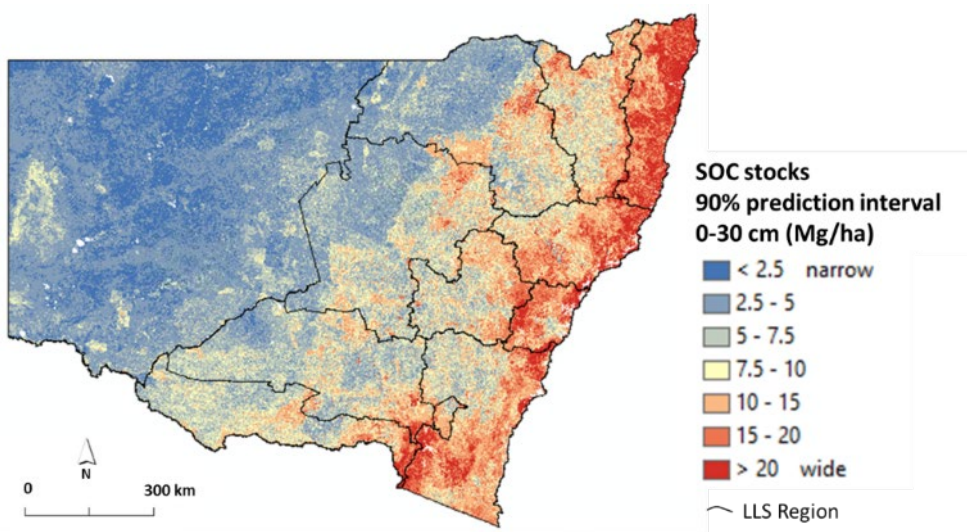 SOC stocks
90% prediction interval
0-30 cm (Mg/ha)
< 2.5 narrow
2.5 - 5
5 - 7.5
7.5 - 10
10 - 15
15 - 20
> 20 wide
LLS Region
N
0 300 km